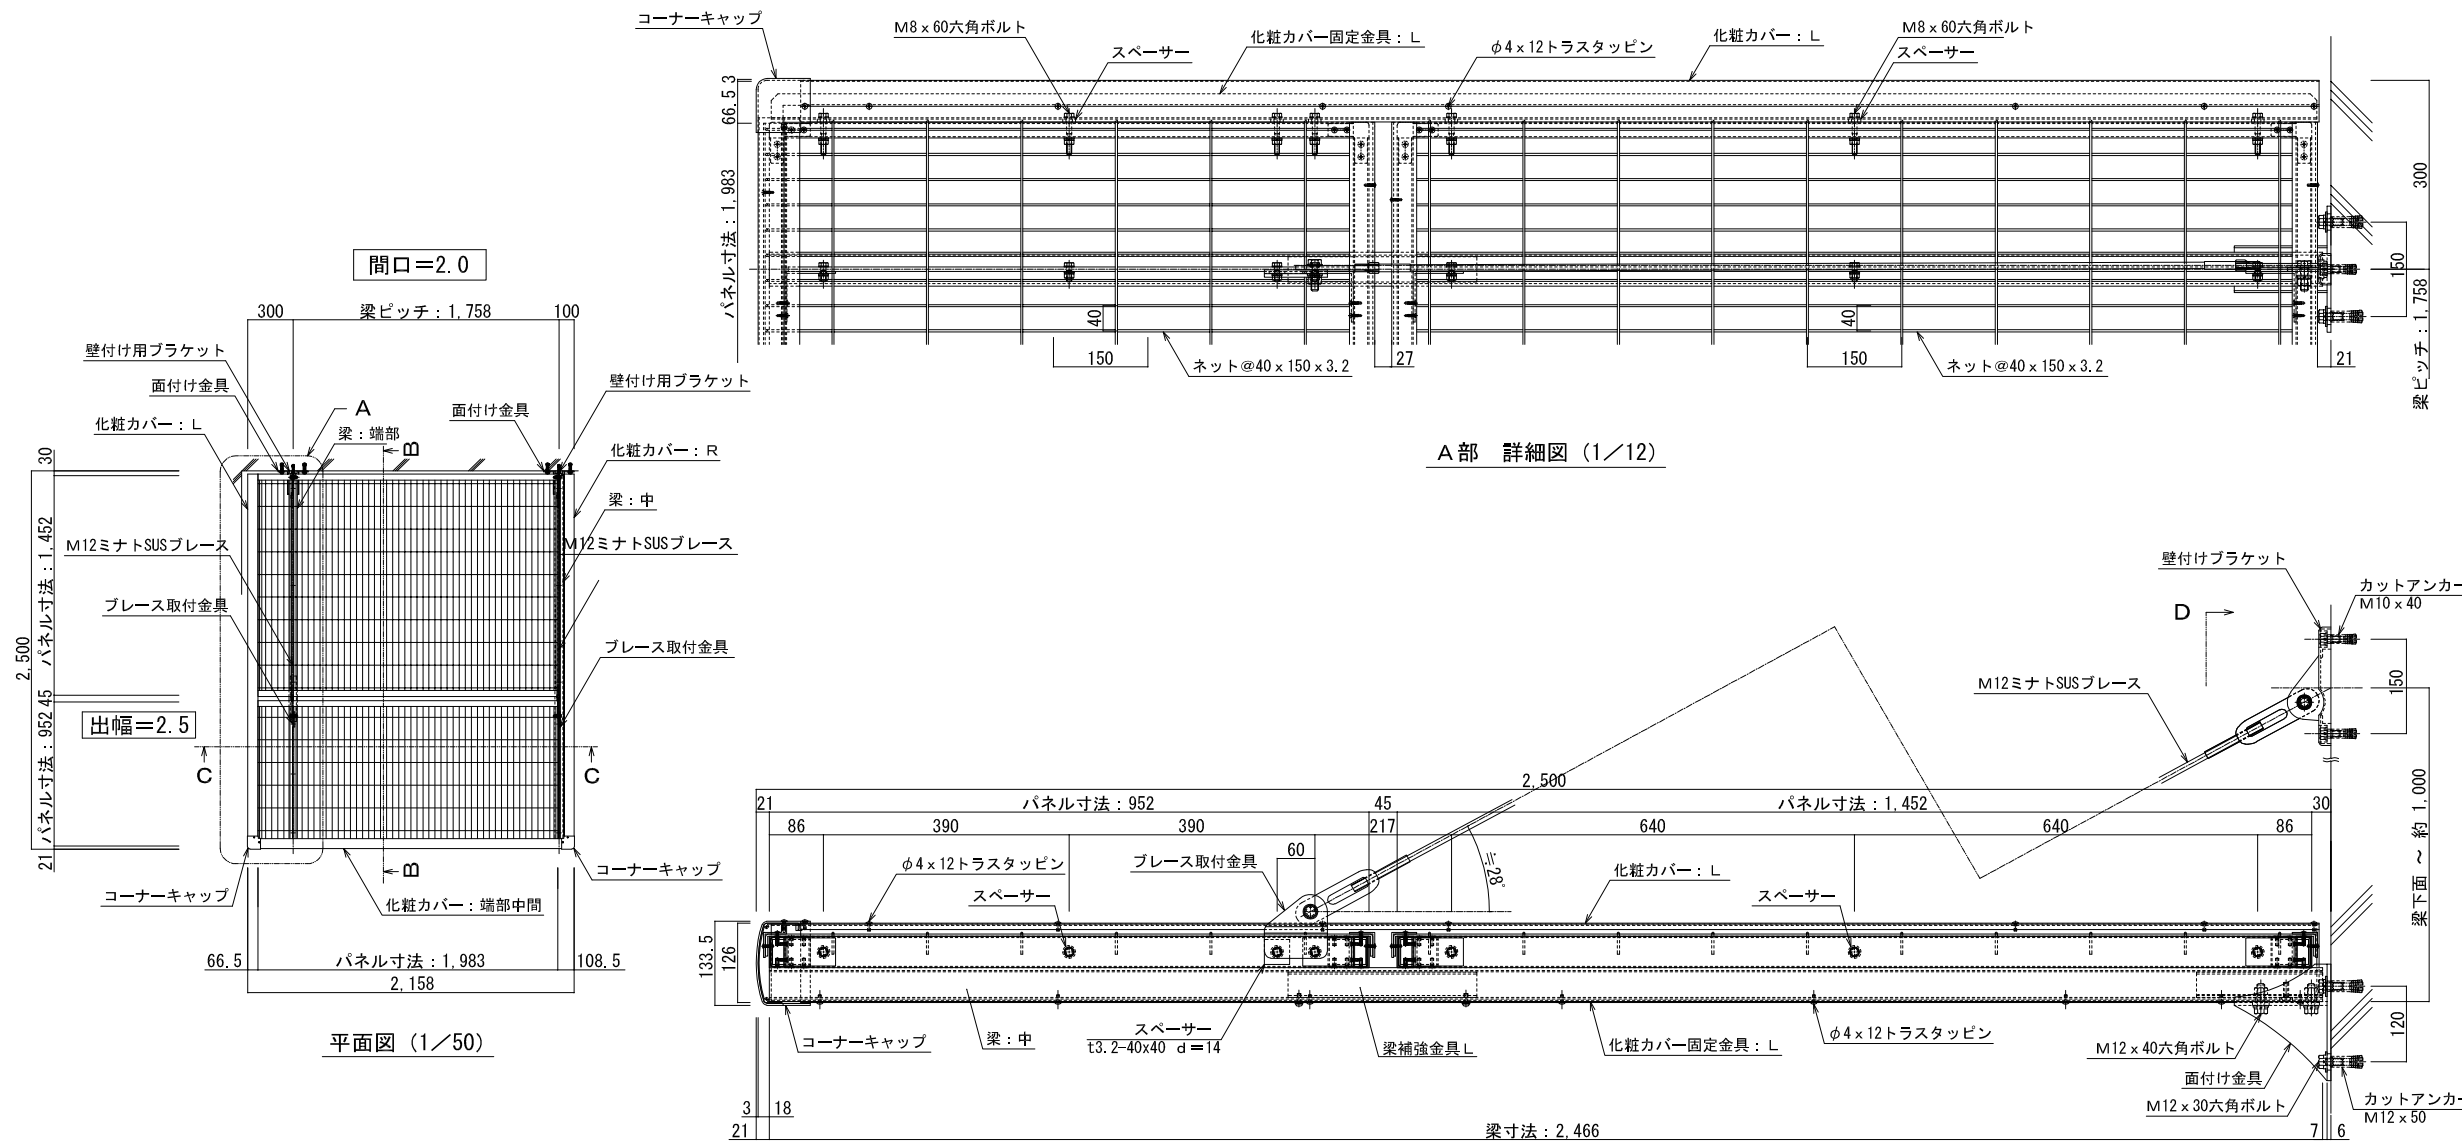 コーナーキャップ
M8x60六角ボルト
スペーサー
化粧カバー固定金具：L
φ4x12トラスタッピン
化粧カバー：L
M8x60六角ボルト
スペーサー
66.5 3
パネル寸法：1,983
300
150
梁ピッチ：1,758
40
40
150
ネット@40x150x3.2
27
150
ネット@40x150x3.2
21
A部 詳細図（1/12）
間口＝2.0
300
梁ピッチ：1,758
100
壁付け用ブラケット
面付け金具
化粧カバー：L
A
梁：端部
B
面付け金具
壁付け用ブラケット
化粧カバー：R
梁：中
M12ミナトSUSブレース
M12ミナトSUSブレース
ブレース取付金具
ブレース取付金具
30
パネル寸法：1,452
2,500
45
パネル寸法：952
21
出幅＝2.5
C
C
B
コーナーキャップ
コーナーキャップ
化粧カバー：端部中間
66.5
パネル寸法：1,983
108.5
2,158
平面図（1/50）
壁付けブラケット
カットアンカー
M10x40
D
M12ミナトSUSブレース
150
2,500
21
パネル寸法：952
45
パネル寸法：1,452
30
86
390
390
217
640
640
86
60
≒28°
φ4x12トラスタッピン
スペーサー
ブレース取付金具
化粧カバー：L
スペーサー
梁下面 ～ 約 1,000
133.5
126
120
コーナーキャップ
梁：中
スペーサー
t3.2-40x40 d=14
梁補強金具L
化粧カバー固定金具：L
φ4x12トラスタッピン
M12x40六角ボルト
面付け金具
M12x30六角ボルト
カットアンカー
M12x50
3
18
21
梁寸法：2,466
7
6